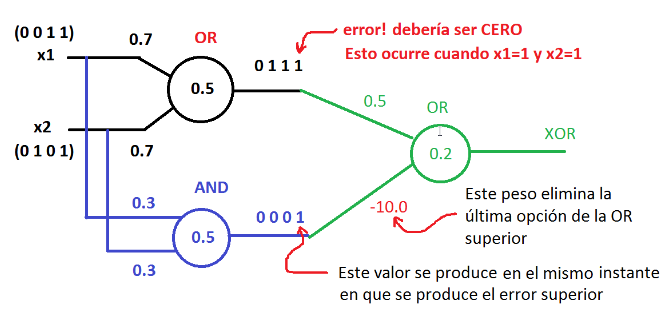 (0 0 1 1)
x1
0.7
OR
0.5
0 1 1 1
error! debería ser CERO
Esto ocurre cuando x1=1 y x2=1
x2
(0 1 0 1)
0.7
0.5
OR
0.2
XOR
-10.0
Este peso elimina la
última opción de la OR
superior
AND
0.3
0.5
0.3
0 0 0 1
Este valor se produce en el mismo instante
en que se produce el error superior